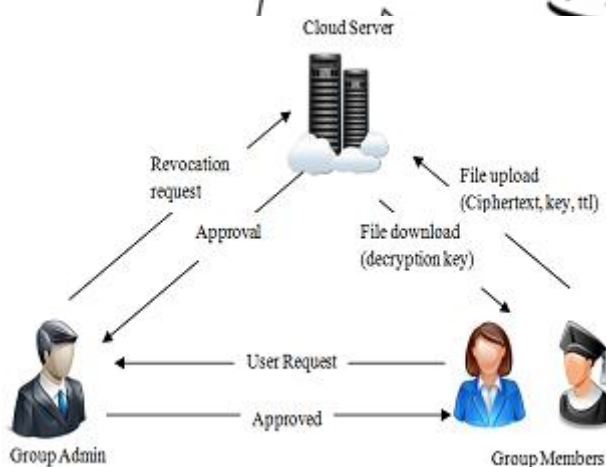 Cloud Server
Revocation
request
File upload
(Ciphertext, key, ttl)
Approval
File download
(decryption key)
User Request
Approved
Group Admin
Group Members